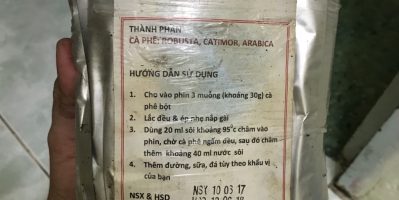 THÀNH PHẦN
CÀ PHÊ: ROBUSTA, CATIMOR, ARABICA
HƯỚNG DẪN SỬ DỤNG
1. Cho vào phin 3 muỗng (khoảng 30g) cà
phê bột
2. Lắc đều & ép nhẹ nắp gài
3. Dùng 20 ml sôi khoảng 95°c châm vào
phin, chờ cà phê ngấm đều, sau đó châm
thêm khoảng 40 ml nước sôi
4. Thêm đường, sữa, đá tùy theo khẩu vị
của bạn
NSX & HSD
NSX 10 03 17